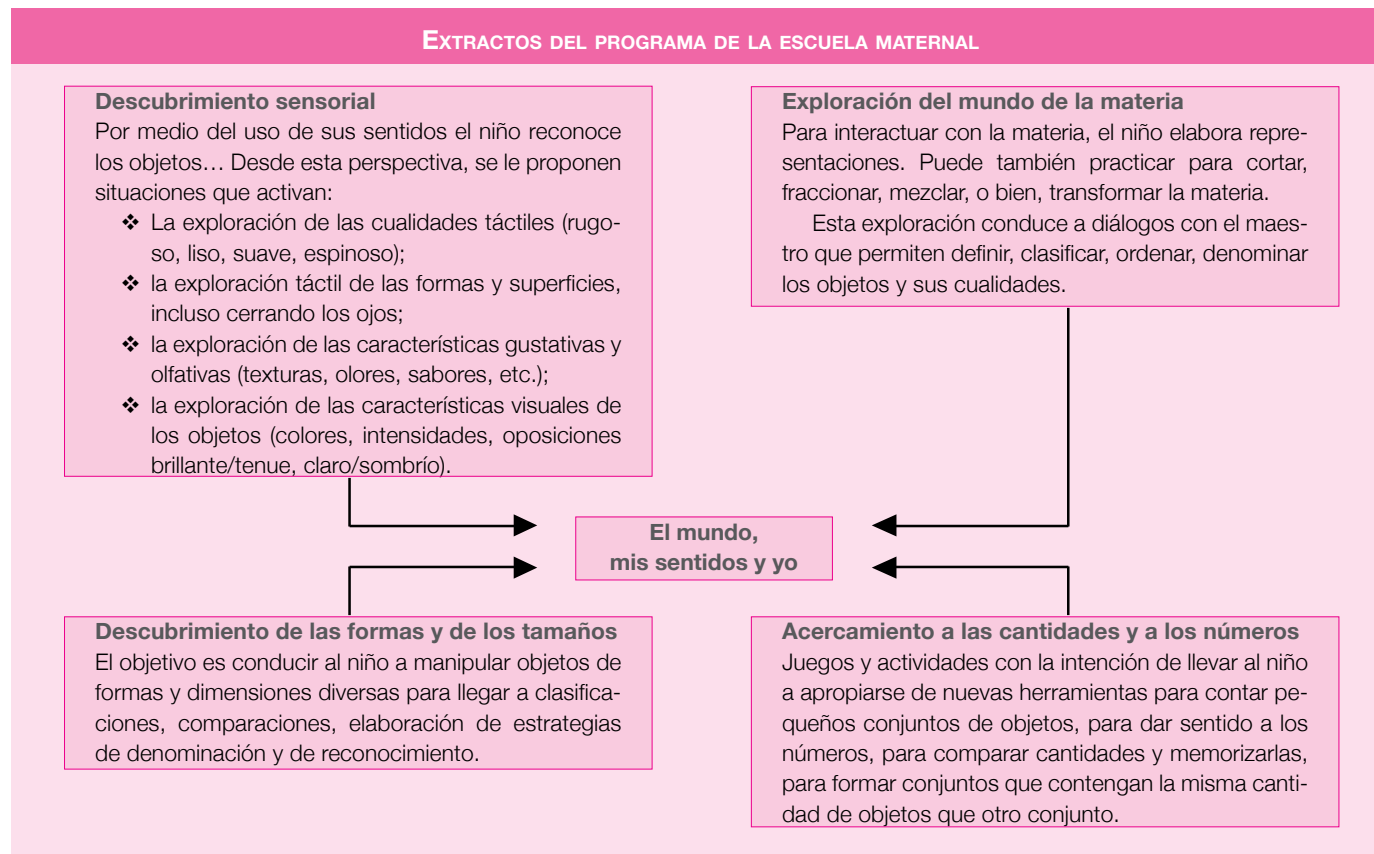 EXTRACTOS DEL PROGRAMA DE LA ESCUELA MATERNAL
Descubrimiento sensorial
Por medio del uso de sus sentidos el niño reconoce
los objetos… Desde esta perspectiva, se le proponen
situaciones que activan:
❖ La exploración de las cualidades táctiles (rugo-
so, liso, suave, espinoso);
❖ la exploración táctil de las formas y superficies,
incluso cerrando los ojos;
❖ la exploración de las características gustativas y
olfativas (texturas, olores, sabores, etc.);
❖ la exploración de las características visuales de
los objetos (colores, intensidades, oposiciones
brillante/tenue, claro/sombrío).
Exploración del mundo de la materia
Para interactuar con la materia, el niño elabora repre-
sentaciones. Puede también practicar para cortar,
fraccionar, mezclar, o bien, transformar la materia.
Esta exploración conduce a diálogos con el maes-
tro que permiten definir, clasificar, ordenar, denominar
los objetos y sus cualidades.
El mundo,
mis sentidos y yo
Descubrimiento de las formas y de los tamaños
El objetivo es conducir al niño a manipular objetos de
formas y dimensiones diversas para llegar a clasifica-
ciones, comparaciones, elaboración de estrategias
de denominación y de reconocimiento.
Acercamiento a las cantidades y a los números
Juegos y actividades con la intención de llevar al niño
a apropiarse de nuevas herramientas para contar pe-
queños conjuntos de objetos, para dar sentido a los
números, para comparar cantidades y memorizarlas,
para formar conjuntos que contengan la misma canti-
dad de objetos que otro conjunto.